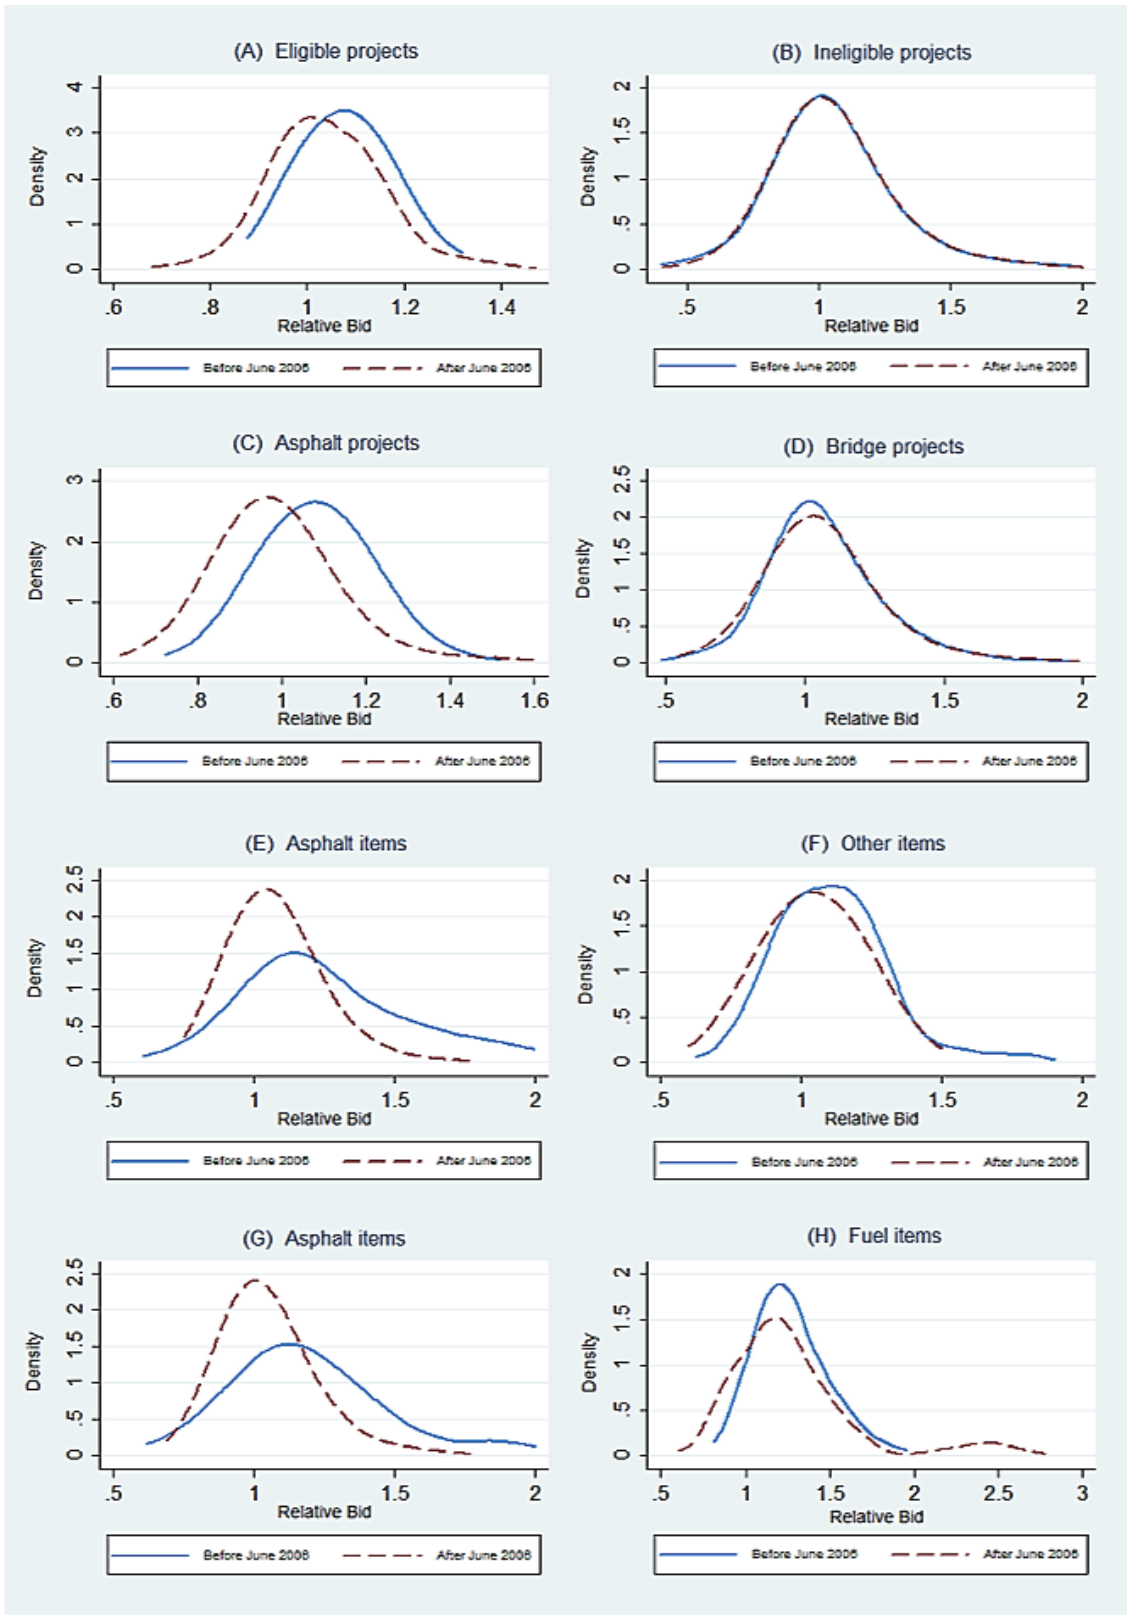 (A) Eligible projects
Density
4
3
2
1
0
.6 .8 1 1.2 1.4
Relative Bid
Before June 2006 After June 2006
(B) Ineligible projects
Density
2
1.5
1
.5
0
.5 1 1.5 2
Relative Bid
Before June 2006 After June 2006
(C) Asphalt projects
Density
3
2
1
0
.6 .8 1 1.2 1.4 1.6
Relative Bid
Before June 2006 After June 2006
(D) Bridge projects
Density
2.5
2
1.5
1
.5
0
.5 1 1.5 2
Relative Bid
Before June 2006 After June 2006
(E) Asphalt items
Density
2.5
2
1.5
1
.5
0
.5 1 1.5 2
Relative Bid
Before June 2006 After June 2006
(F) Other items
Density
2
1.5
1
.5
0
.5 1 1.5 2
Relative Bid
Before June 2006 After June 2006
(G) Asphalt items
Density
2.5
2
1.5
1
.5
0
.5 1 1.5 2
Relative Bid
Before June 2006 After June 2006
(H) Fuel items
Density
2
1.5
1
.5
0
.5 1 1.5 2 2.5 3
Relative Bid
Before June 2006 After June 2006